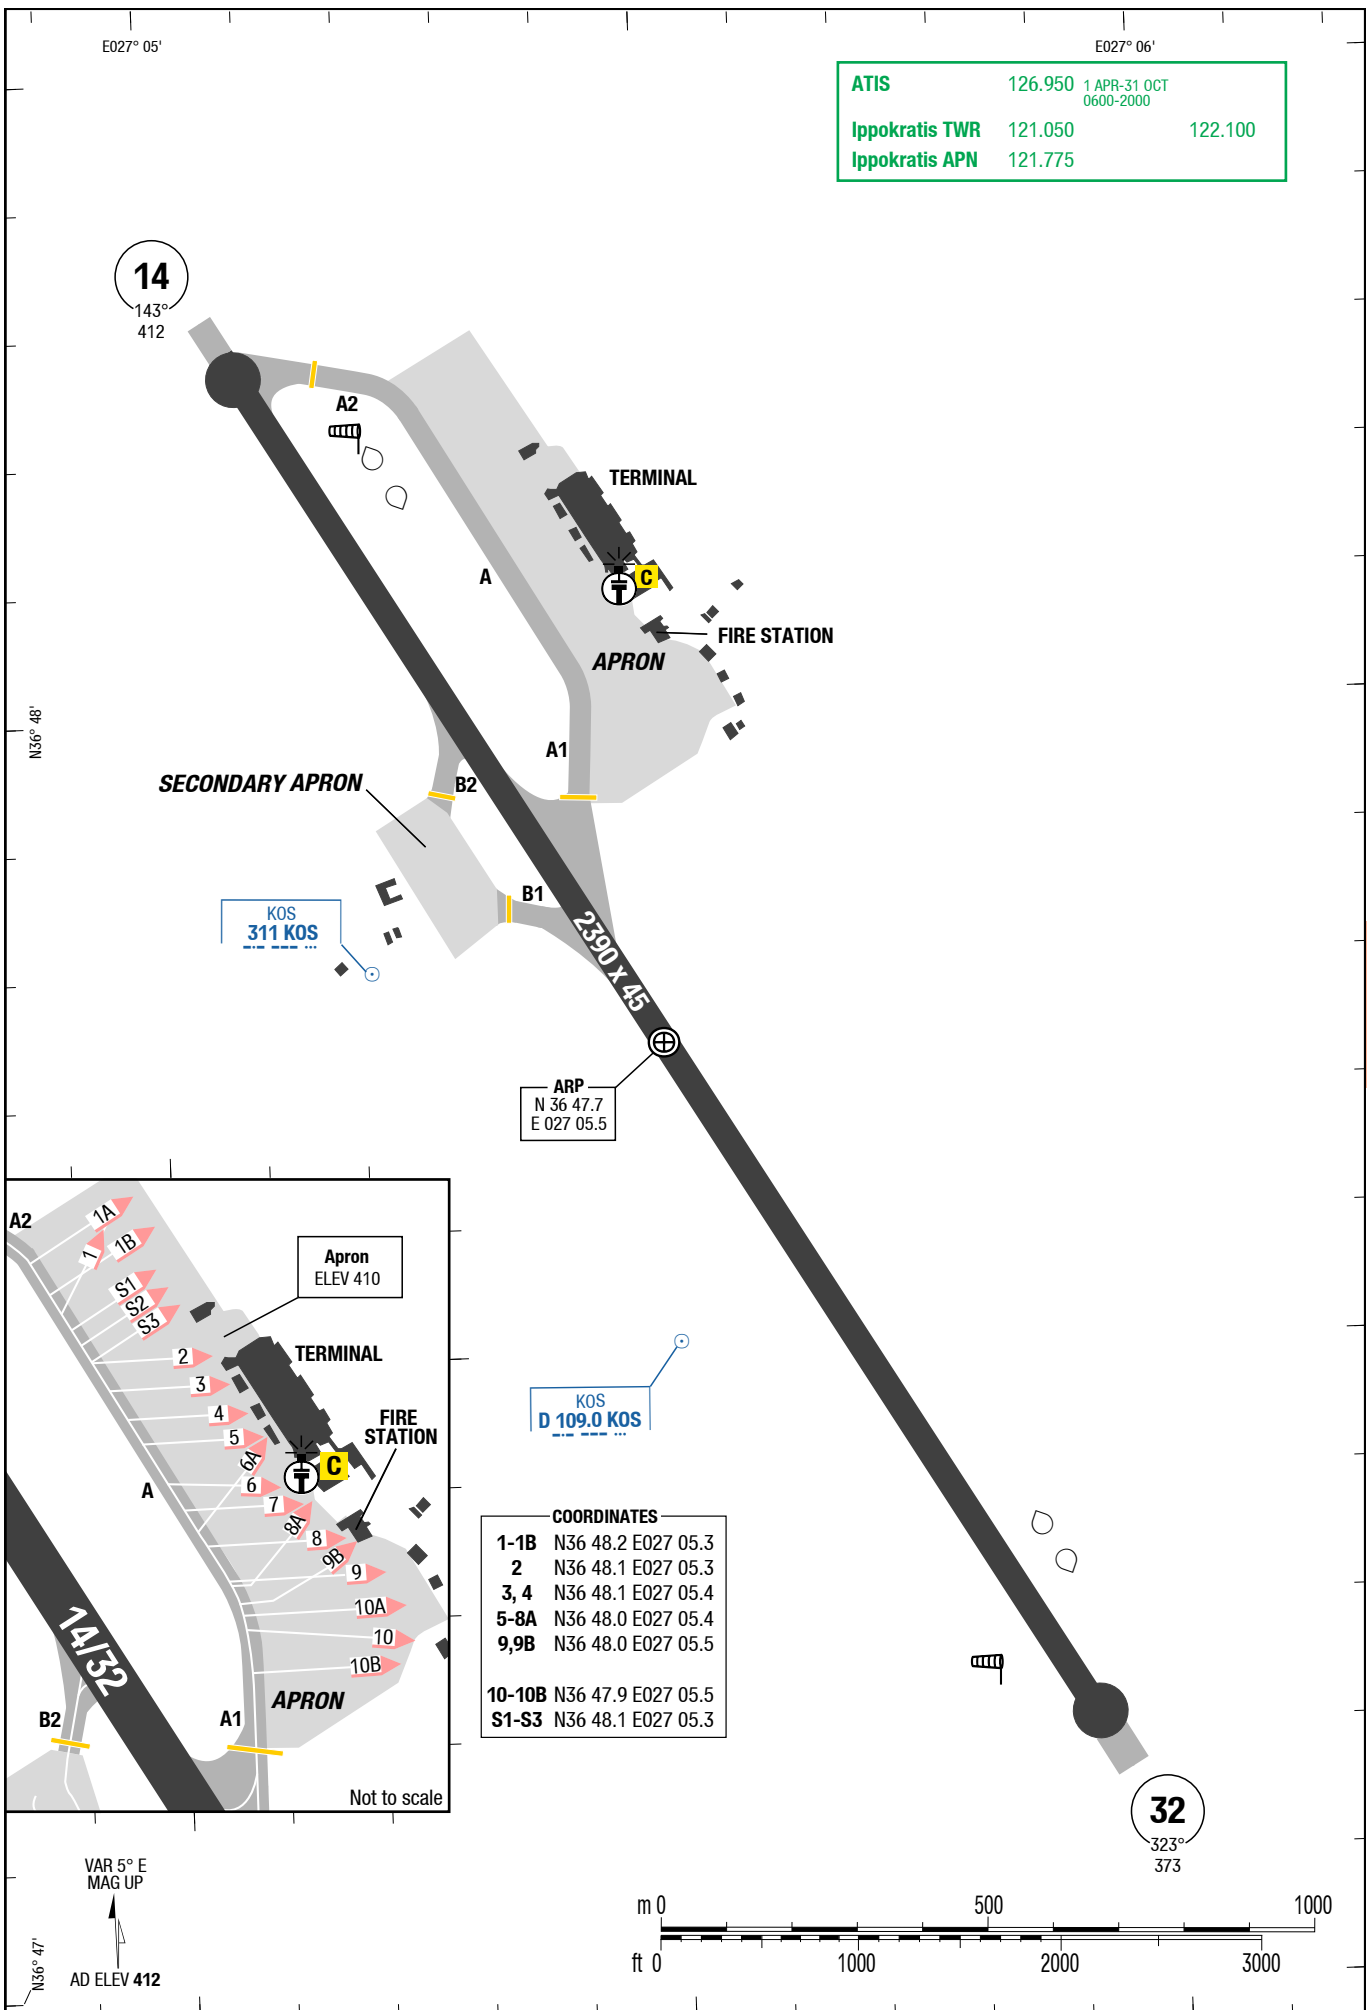 E027° 05'
E027° 06'
ATIS 126.950 1 APR-31 OCT
0600-2000
Ippokratis TWR 121.050 122.100
Ippokratis APN 121.775
14
143°
412
A2
TERMINAL
A
C
FIRE STATION
APRON
N36° 48'
A1
SECONDARY APRON
B2
B1
KOS
311 KOS
2390 x 45
ARP
N 36 47.7
E 027 05.5
A2
1A
1
1B
S1
S2
S3
Apron
ELEV 410
TERMINAL
2
3
4
5
FIRE
STATION
6A
C
A
6
7
8A
8
9B
9
10A
10
10B
14/32
APRON
B2
A1
Not to scale
KOS
D 109.0 KOS
COORDINATES
1-1B N36 48.2 E027 05.3
2 N36 48.1 E027 05.3
3, 4 N36 48.1 E027 05.4
5-8A N36 48.0 E027 05.4
9,9B N36 48.0 E027 05.5
10-10B N36 47.9 E027 05.5
S1-S3 N36 48.1 E027 05.3
32
323°
373
VAR 5° E
MAG UP
N36° 47'
AD ELEV 412
m 0 500 1000
ft 0 1000 2000 3000